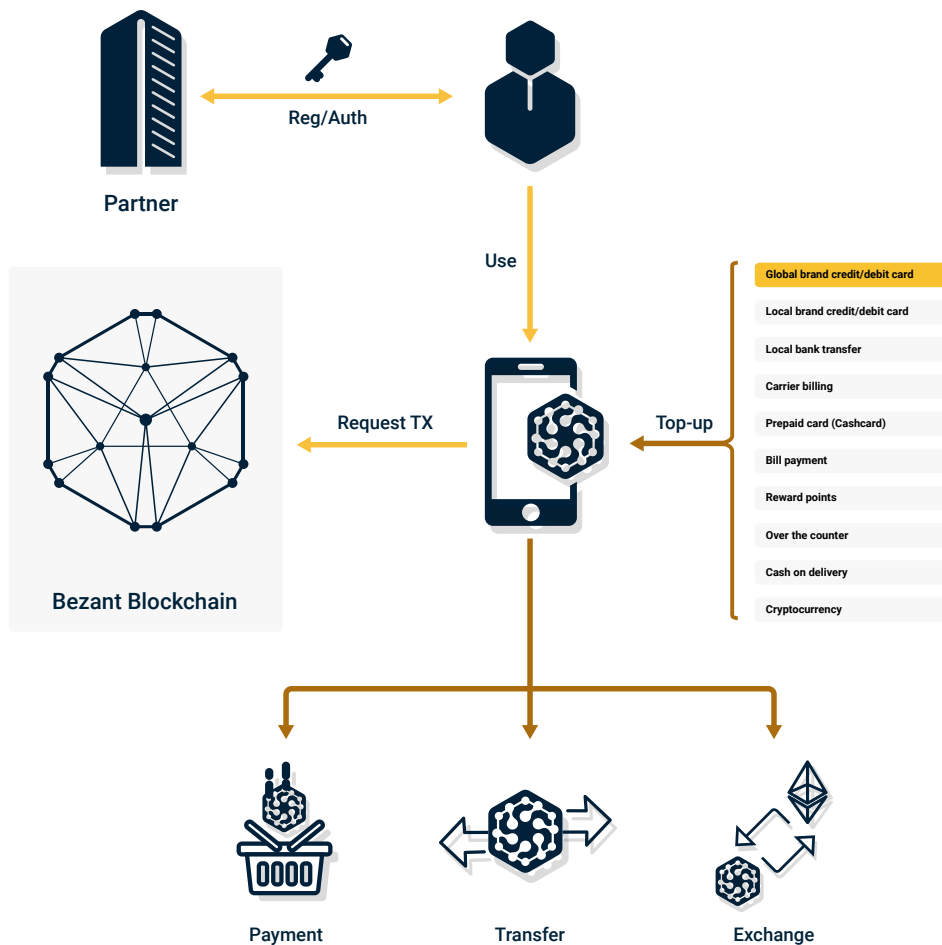 Reg/Auth
Partner
Use
Global brand credit/debit card
Local brand credit/debit card
Local bank transfer
Carrier billing
Request TX
Top-up
Prepaid card (Cashcard)
Bill payment
Reward points
Over the counter
Cash on delivery
Cryptocurrency
Bezant Blockchain
Payment
Transfer
Exchange